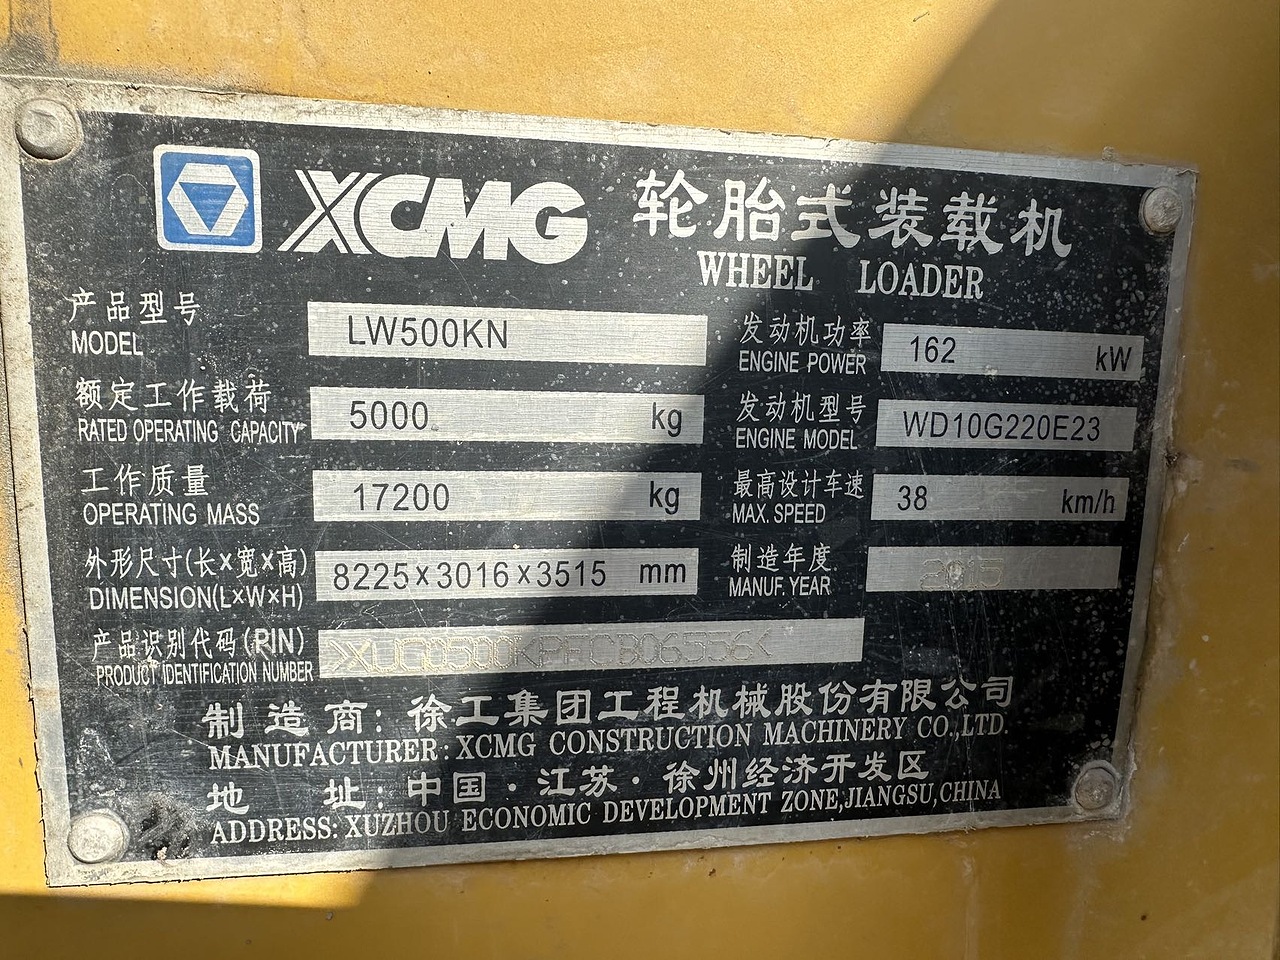 XCMG 轮胎式装载机
WHEEL LOADER
产品型号 LW500KN
MODEL
发动机功率 162 kW
ENGINE POWER
额定工作载荷 5000 kg
RATED OPERATING CAPACITY
发动机型号 WD10G220E23
ENGINE MODEL
工作质量 17200 kg
OPERATING MASS
最高设计车速 38 km/h
MAX. SPEED
外形尺寸(长×宽×高) 8225×3016×3515 mm
DIMENSION(L×W×H)
制造年度 2015
MANUF. YEAR
产品识别代码(PIN)
PRODUCT IDENTIFICATION NUMBER
制造商: 徐工集团工程机械股份有限公司
MANUFACTURER: XCMG CONSTRUCTION MACHINERY CO.,LTD.
地址: 中国·江苏·徐州经济开发区
ADDRESS: XUZHOU ECONOMIC DEVELOPMENT ZONE,JIANGSU,CHINA